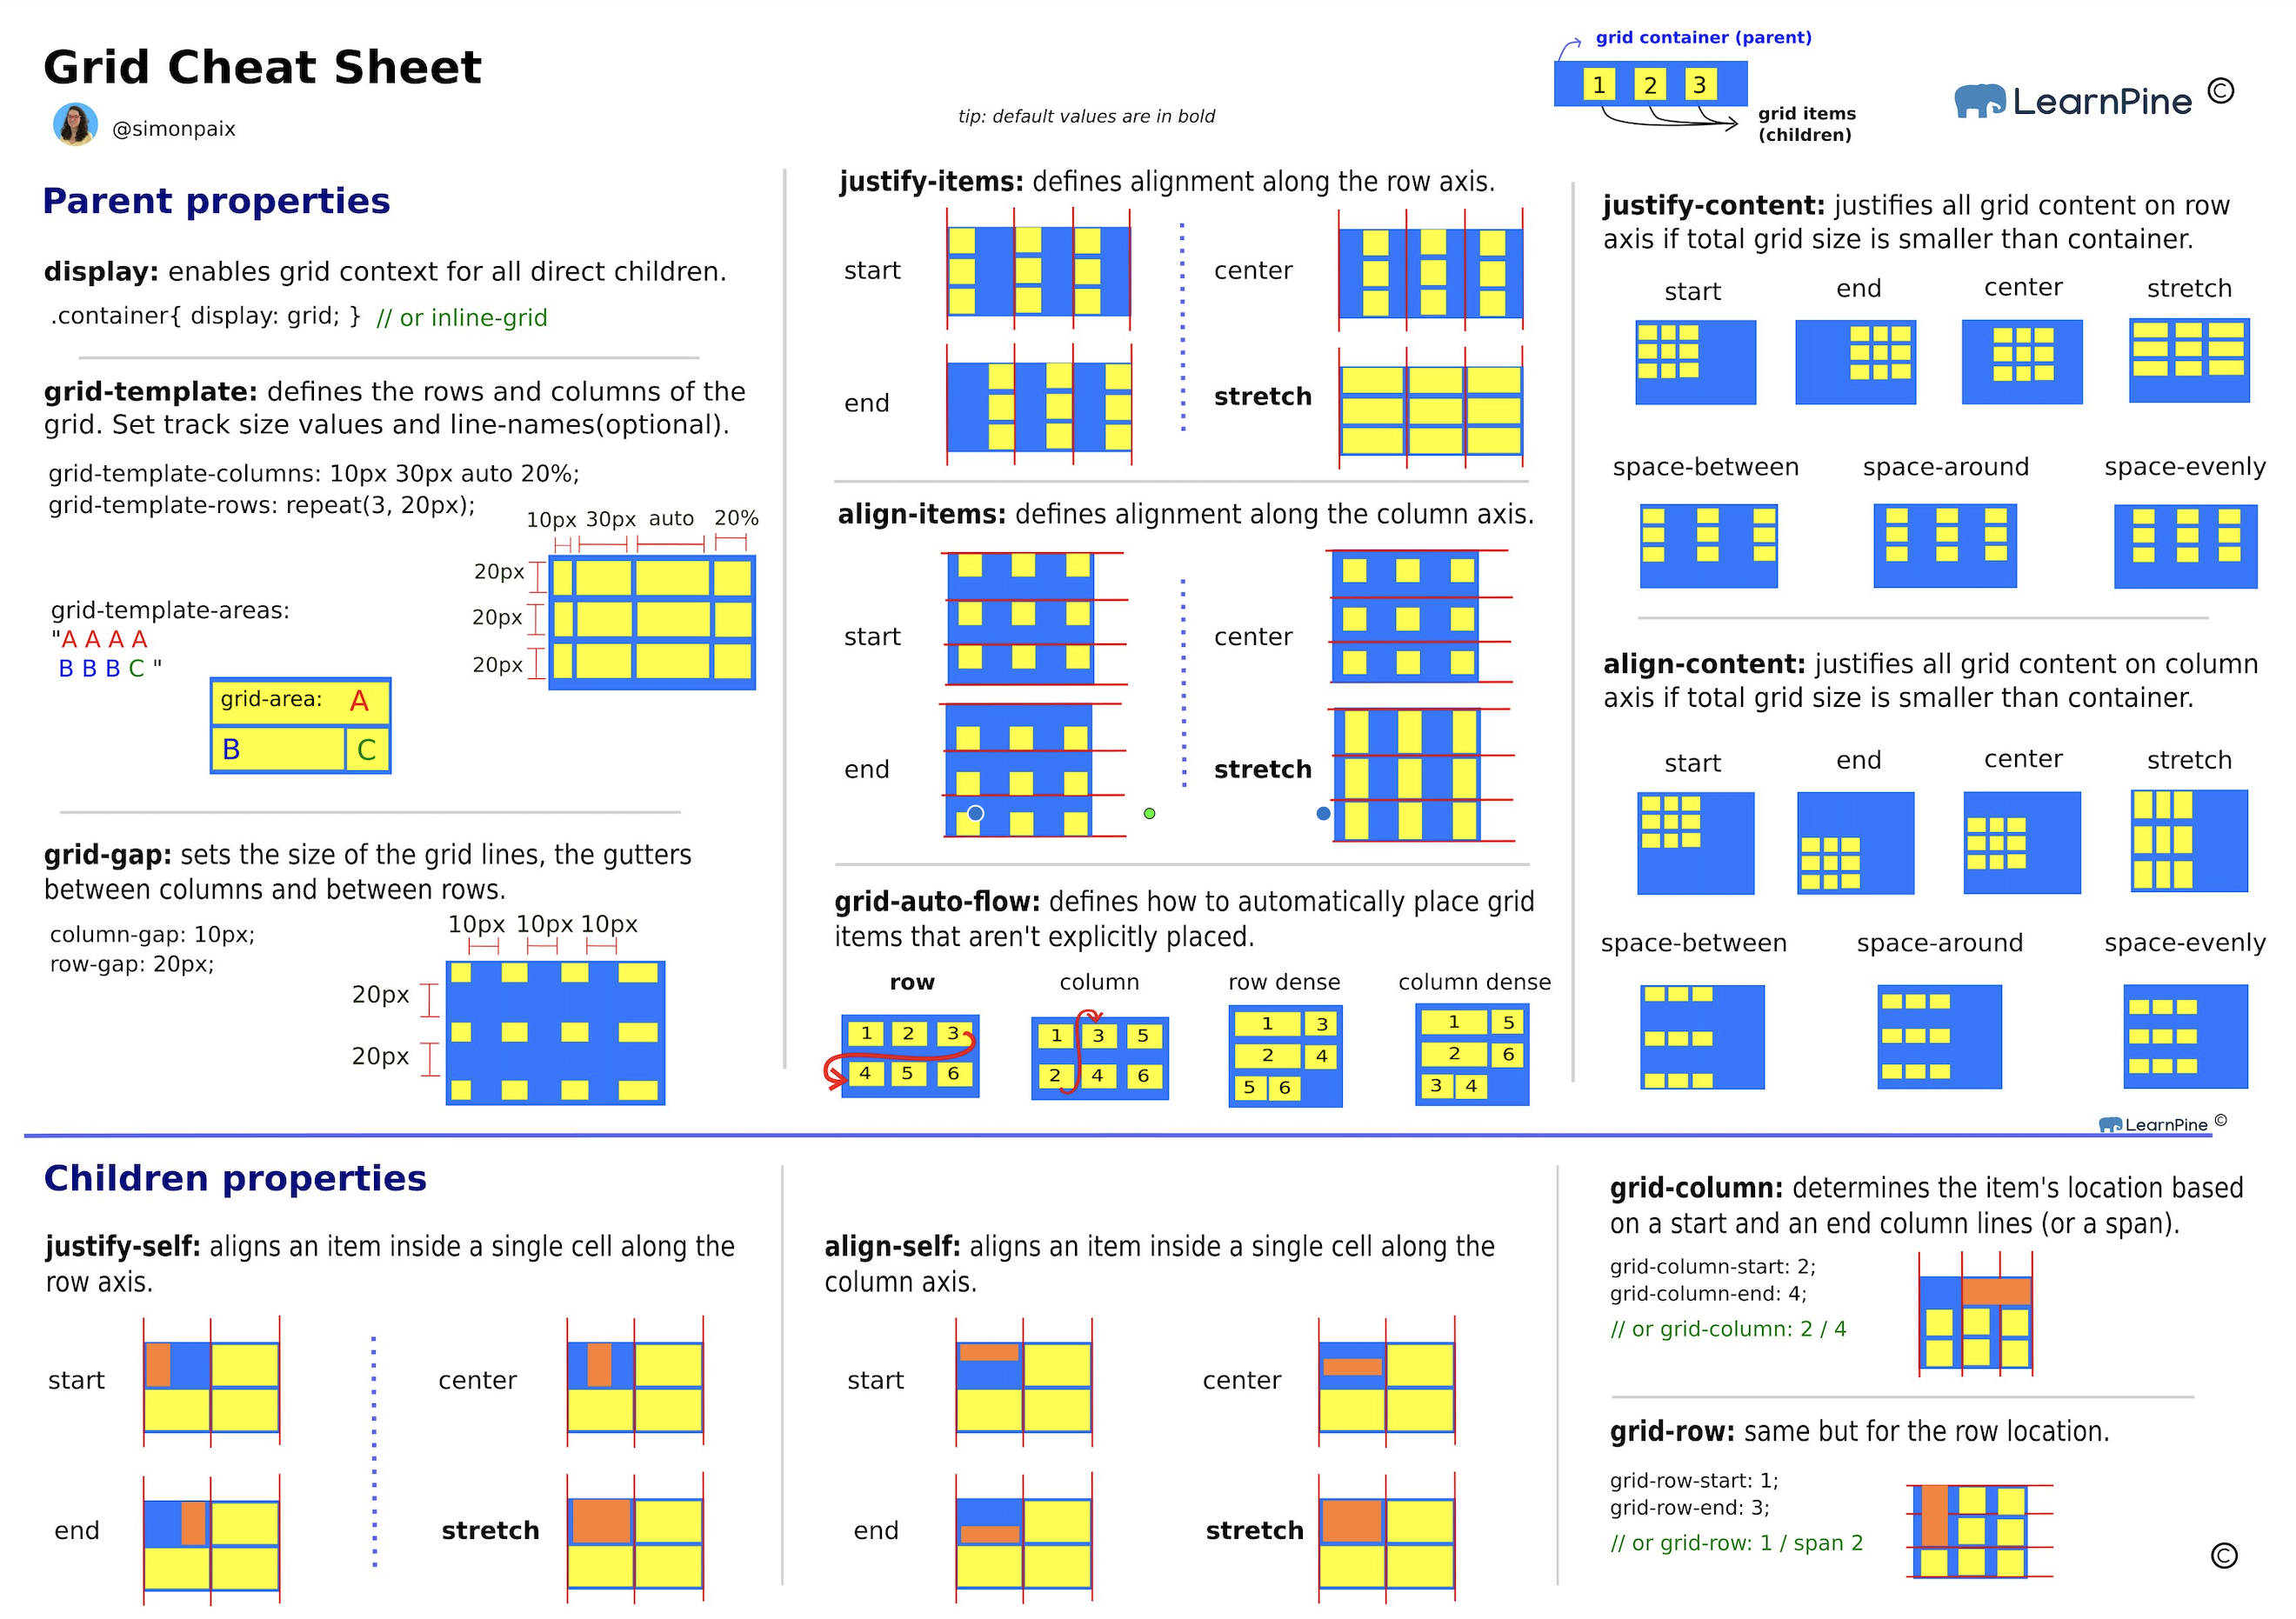 Grid Cheat Sheet
@simonpaix
tip: default values are in bold
grid container (parent)
1 2 3
grid items
(children)
LearnPine ©
Parent properties
display: enables grid context for all direct children.
.container{ display: grid; } // or inline-grid
grid-template: defines the rows and columns of the
grid. Set track size values and line-names(optional).
grid-template-columns: 10px 30px auto 20%;
grid-template-rows: repeat(3, 20px);
10px 30px auto 20%
20px
20px
20px
grid-template-areas:
"A A A A
B B B C "
grid-area: A
B C
grid-gap: sets the size of the grid lines, the gutters
between columns and between rows.
column-gap: 10px;
row-gap: 20px;
10px 10px 10px
20px
20px
justify-items: defines alignment along the row axis.
start center
end stretch
align-items: defines alignment along the column axis.
start center
end stretch
grid-auto-flow: defines how to automatically place grid
items that aren't explicitly placed.
row column row dense column dense
1 2 3
4 5 6
1 3 5
2 4 6
1 3
2 4
5 6
1 5
2 6
3 4
justify-content: justifies all grid content on row
axis if total grid size is smaller than container.
start end center stretch
space-between space-around space-evenly
align-content: justifies all grid content on column
axis if total grid size is smaller than container.
start end center stretch
space-between space-around space-evenly
LearnPine ©
Children properties
justify-self: aligns an item inside a single cell along the
row axis.
start center
end stretch
align-self: aligns an item inside a single cell along the
column axis.
start center
end stretch
grid-column: determines the item's location based
on a start and an end column lines (or a span).
grid-column-start: 2;
grid-column-end: 4;
// or grid-column: 2 / 4
grid-row: same but for the row location.
grid-row-start: 1;
grid-row-end: 3;
// or grid-row: 1 / span 2
©